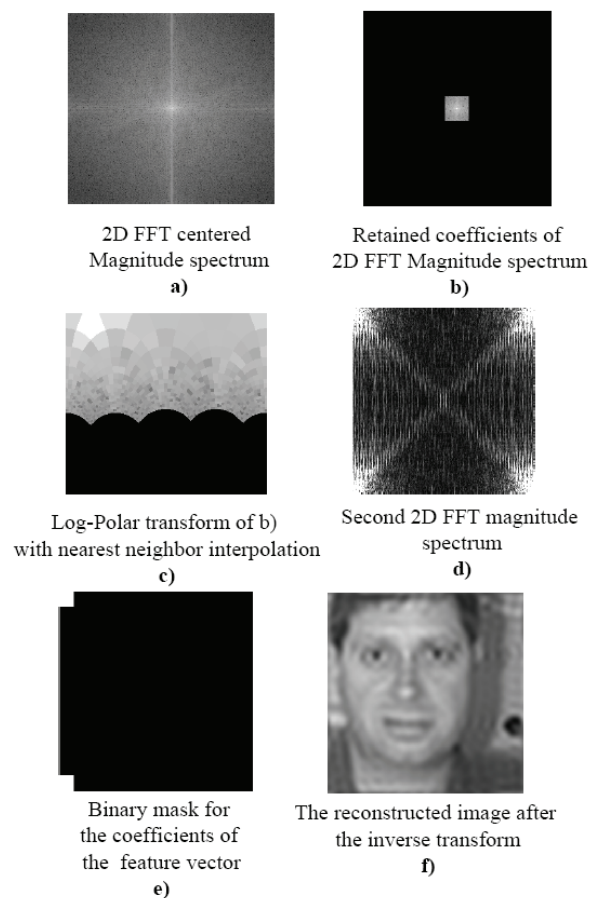 2D FFT centered
Magnitude spectrum
a)
Retained coefficients of
2D FFT Magnitude spectrum
b)
Log-Polar transform of b)
with nearest neighbor interpolation
c)
Second 2D FFT magnitude
spectrum
d)
Binary mask for
the coefficients of
the feature vector
e)
The reconstructed image after
the inverse transform
f)